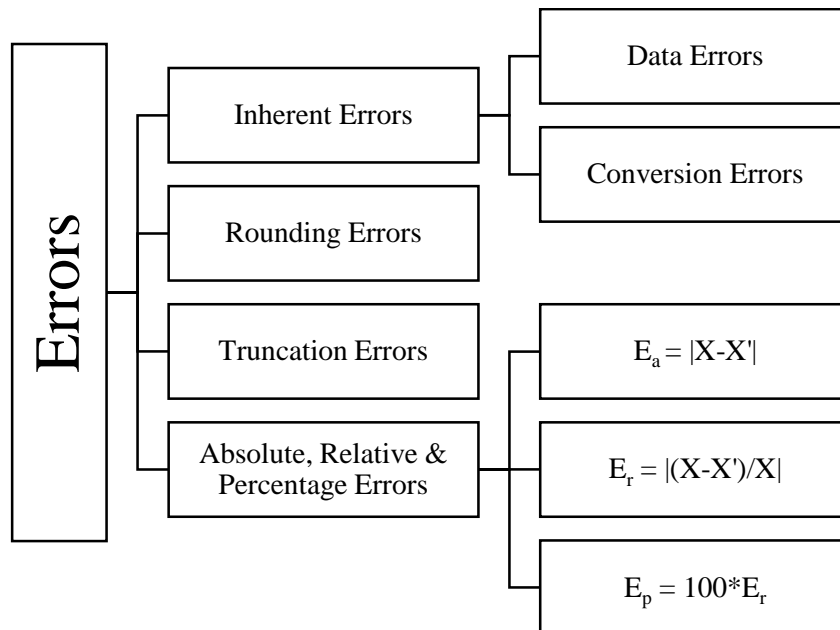 Errors
Inherent Errors
Data Errors
Conversion Errors
Rounding Errors
Truncation Errors
Absolute, Relative &
Percentage Errors
Eₐ = |X-X'|
Eᵣ = |(X-X')/X|
Eₚ = 100*Eᵣ